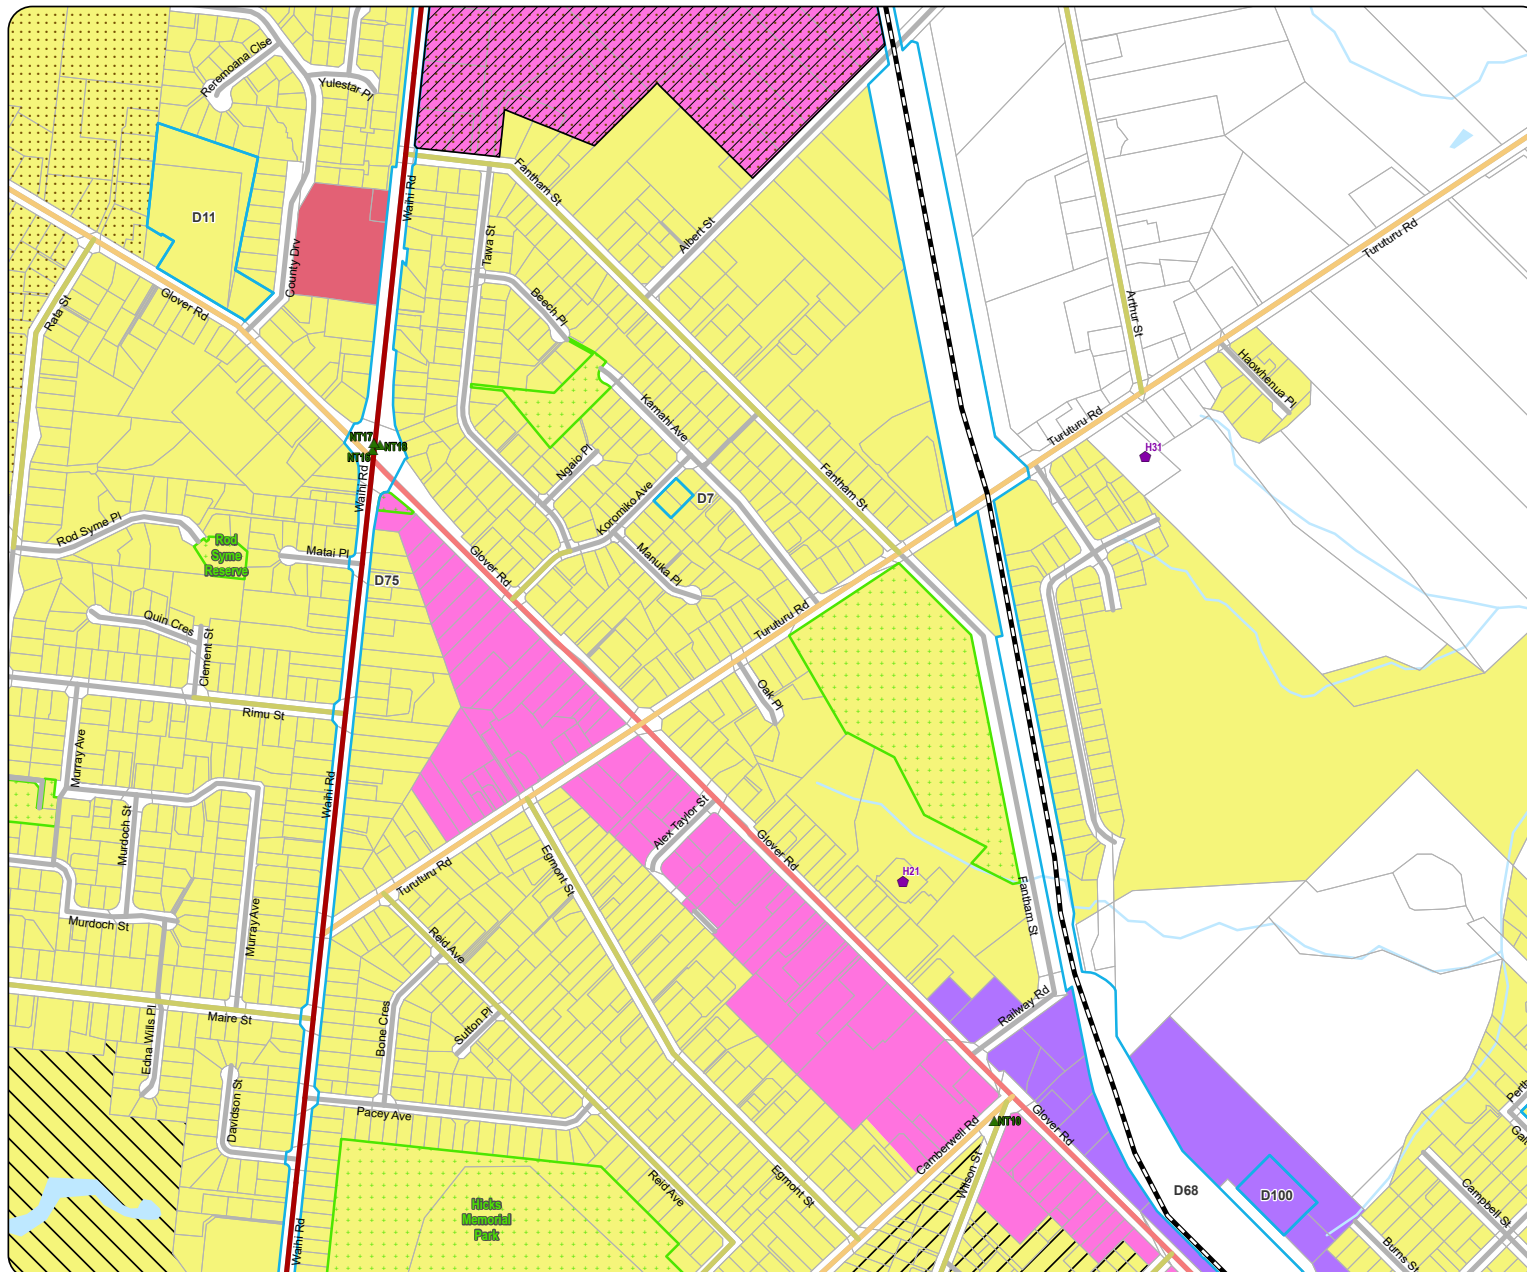 Reremoana Clse
Yulestar Pl
D11
County Drv
Waihi Rd
Fantham St
Tawa St
Albert St
Beech Pl
Rata St
Glover Rd
Turuturu Rd
Arthur St
Haowhenua Pl
Kamahi Ave
NT17
NT18
NT16
Waihi Rd
Ngaio Pl
Koromiko Ave
D7
Fantham St
Turuturu Rd
H31
Rod Syme Pl
Rod
Syme
Reserve
Matai Pl
D75
Glover Rd
Manuka Pl
Turuturu Rd
Quin Cres
Clement St
Rimu St
Oak Pl
Murray Ave
Waihi Rd
Murdoch St
Alex Taylor St
Glover Rd
Egmont St
Turuturu Rd
H21
Fantham St
Murdoch St
Murray Ave
Reid Ave
Railway Rd
Maire St
Edna Wills Pl
Bone Cres
Sutton Pl
Davidson St
Pacey Ave
NT19
Glover Rd
Camberwell Rd
Wilson St
Reid Ave
Egmont St
D68
D100
Campbell St
Burns St
Hicks
Memorial
Park
Waihi Rd